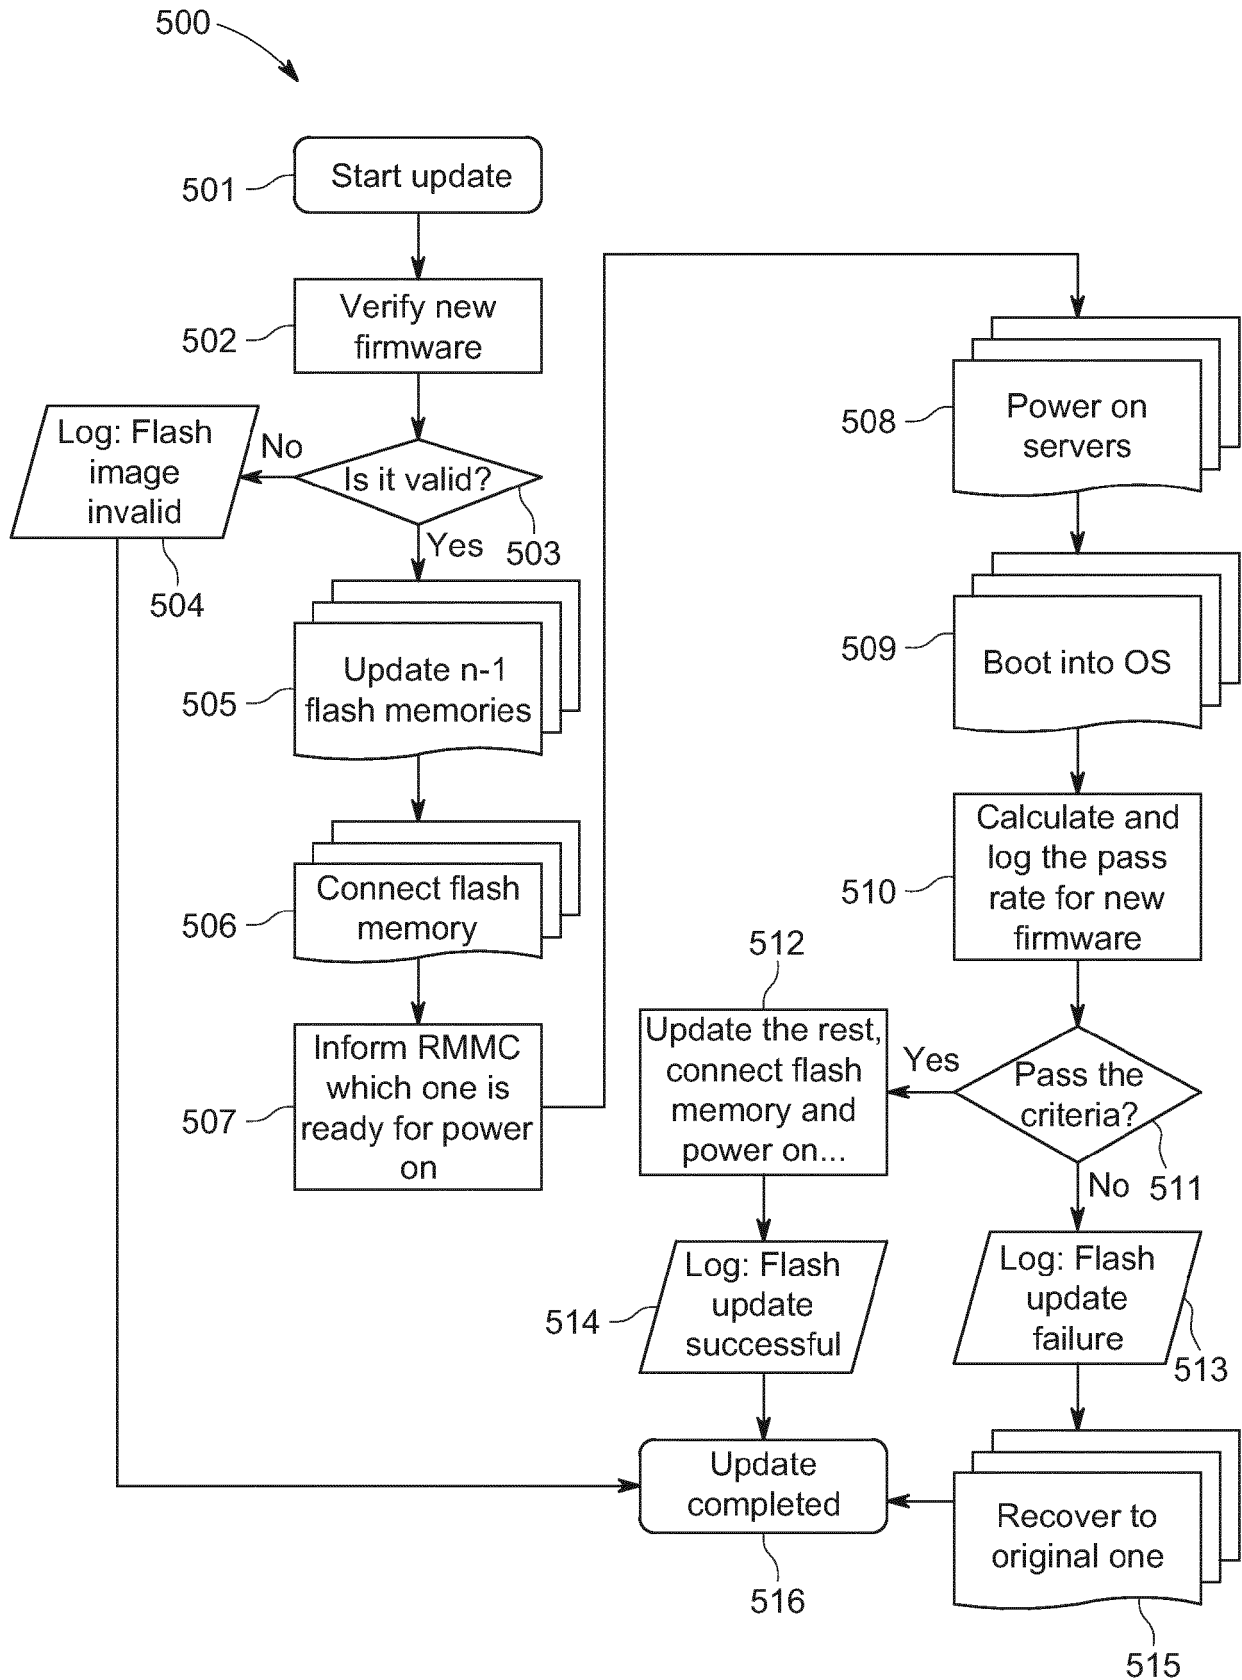 500
501
Start update
502
Verify new
firmware
Log: Flash
image
invalid
504
No
Is it valid?
503
Yes
505
Update n-1
flash memories
506
Connect flash
memory
507
Inform RMMC
which one is
ready for power
on
508
Power on
servers
509
Boot into OS
510
Calculate and
log the pass
rate for new
firmware
511
Pass the
criteria?
Yes
No
512
Update the rest,
connect flash
memory and
power on...
514
Log: Flash
update
successful
513
Log: Flash
update
failure
Update
completed
516
Recover to
original one
515